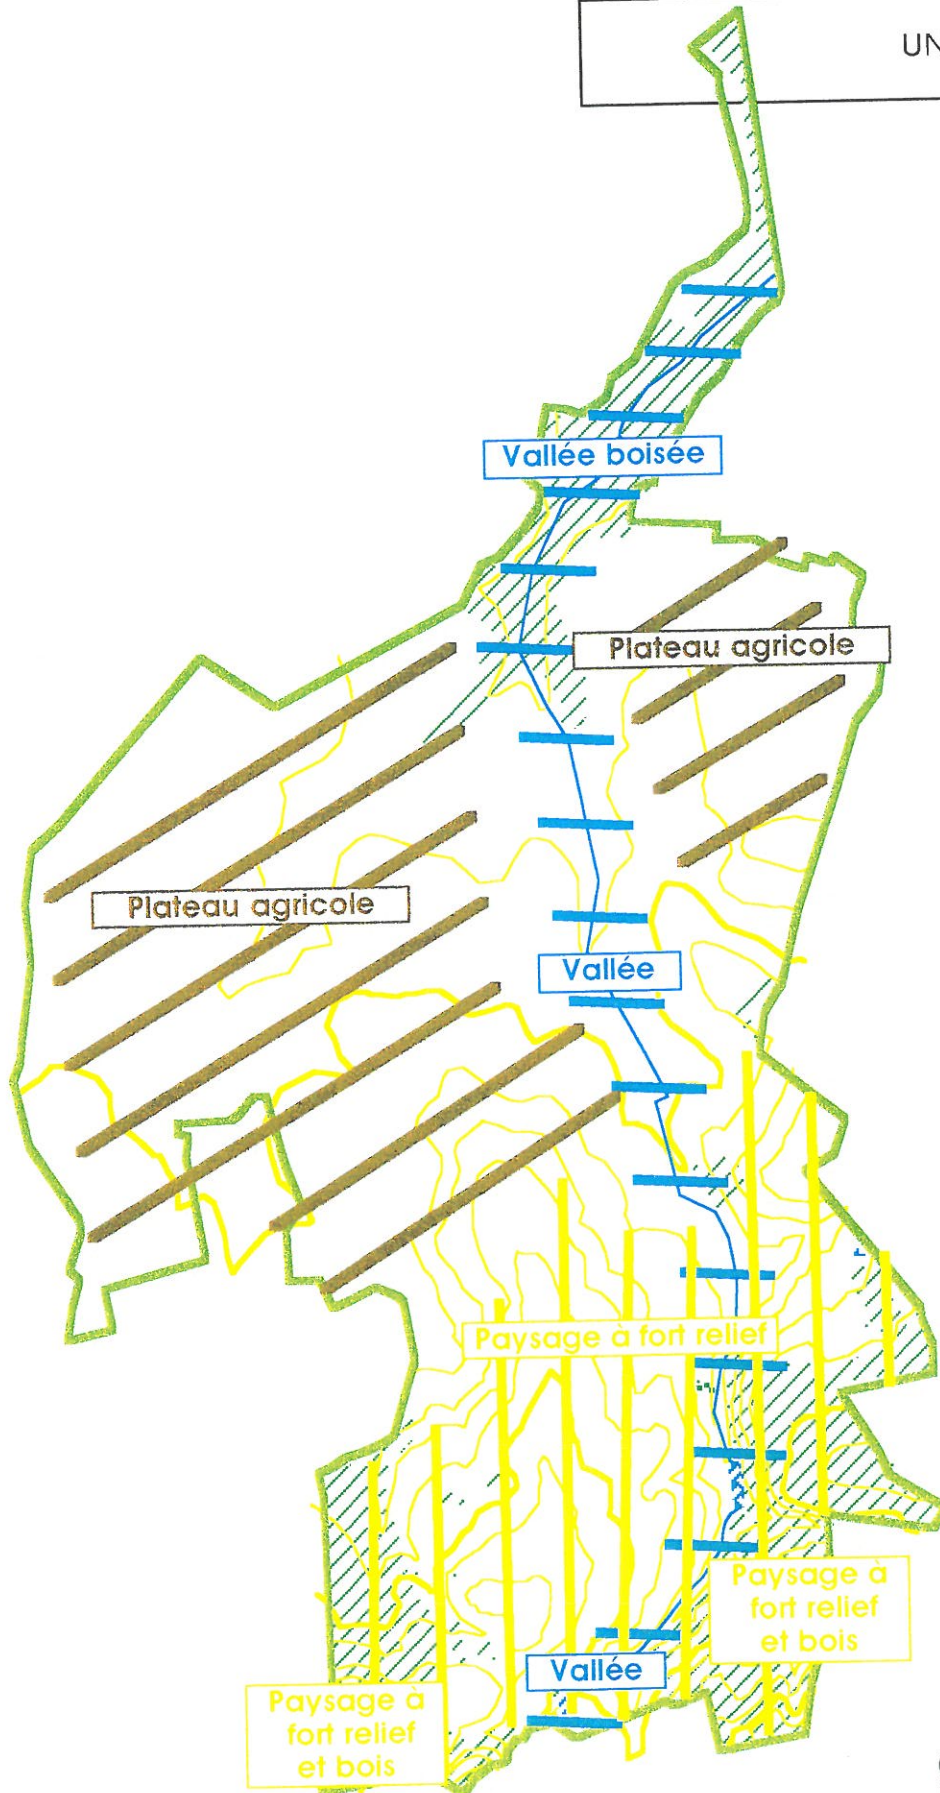 UN
Vallée boisée
Plateau agricole
Plateau agricole
Vallée
Paysage à fort relief
Paysage à
fort relief
et bois
Vallée
Paysage à
fort relief
et bois